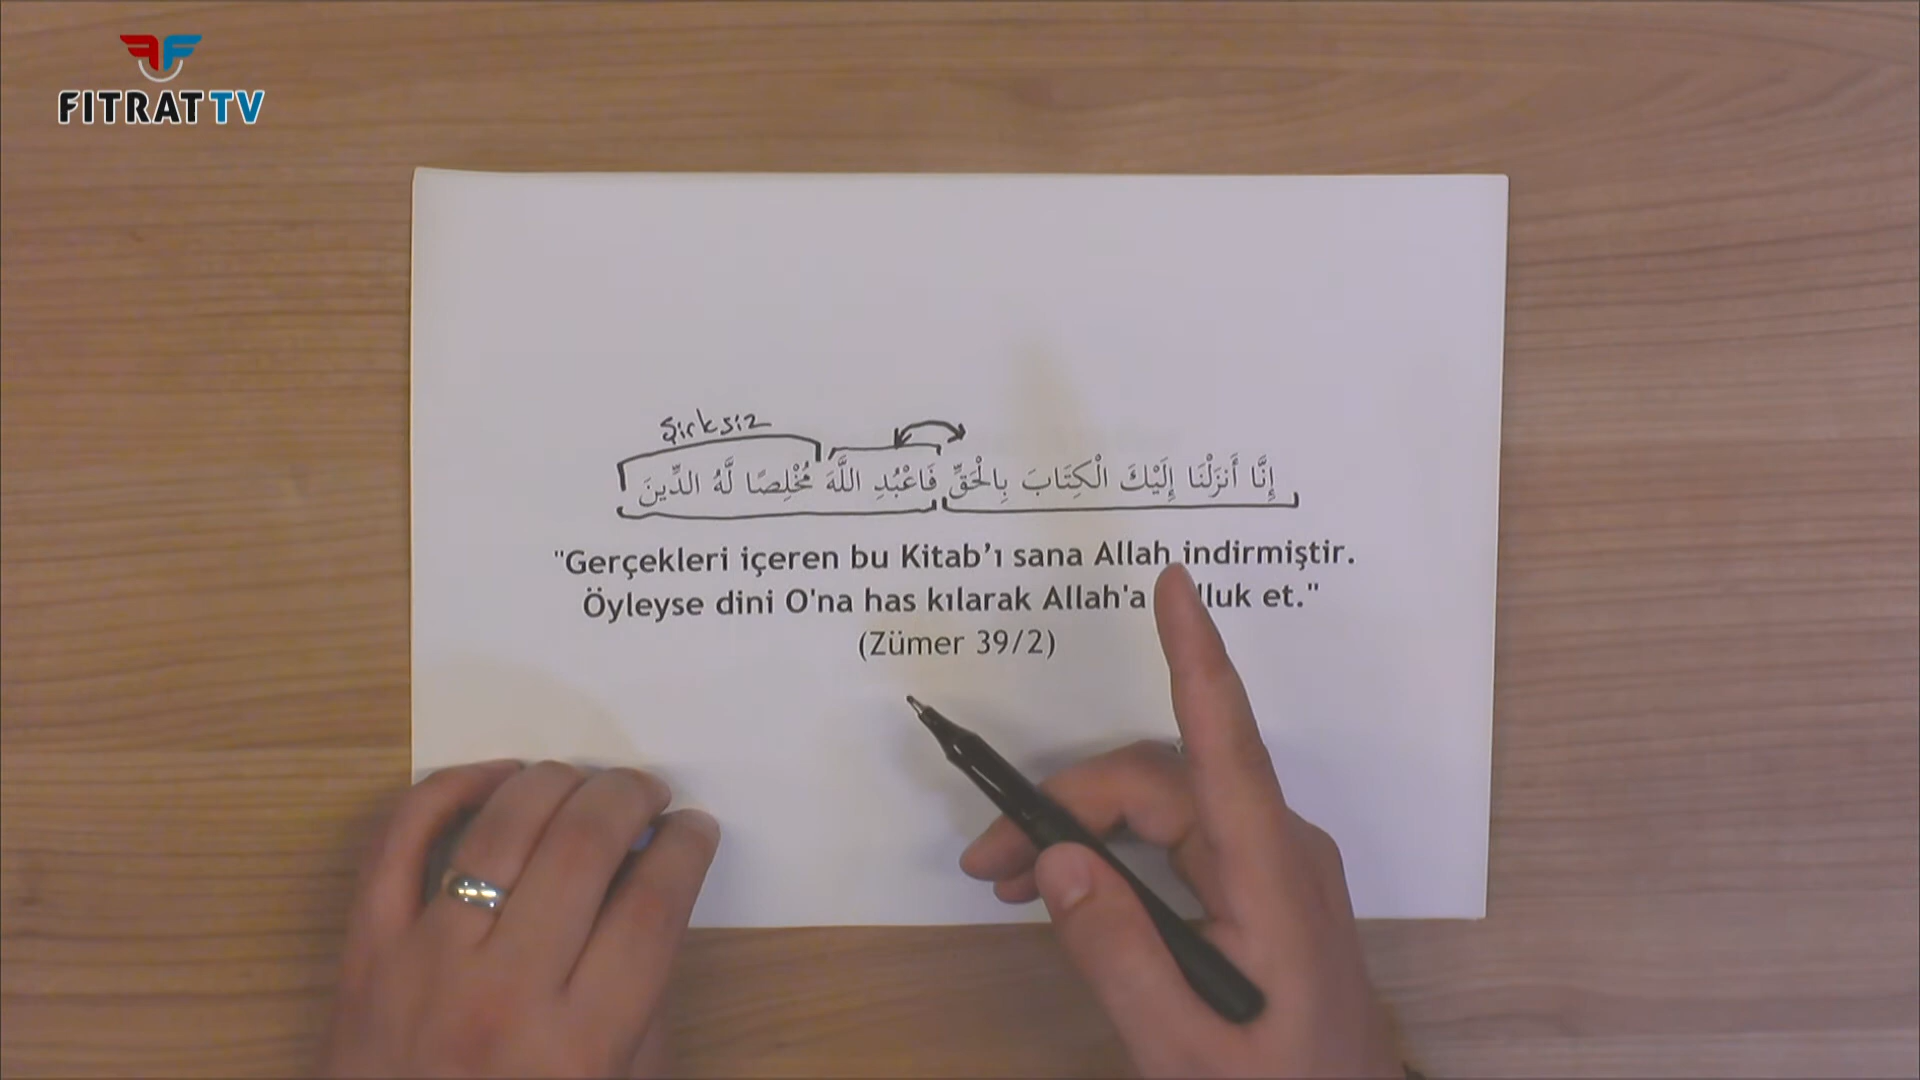 FITRAT TV
şirksiz
إِنَّا أَنزَلْنَا إِلَيْكَ الْكِتَابَ بِالْحَقِّ فَاعْبُدِ اللَّهَ مُخْلِصًا لَّهُ الدِّينَ
"Gerçekleri içeren bu Kitab’ı sana Allah indirmiştir.
Öyleyse dini O'na has kılarak Allah'a et."
(Zümer 39/2)